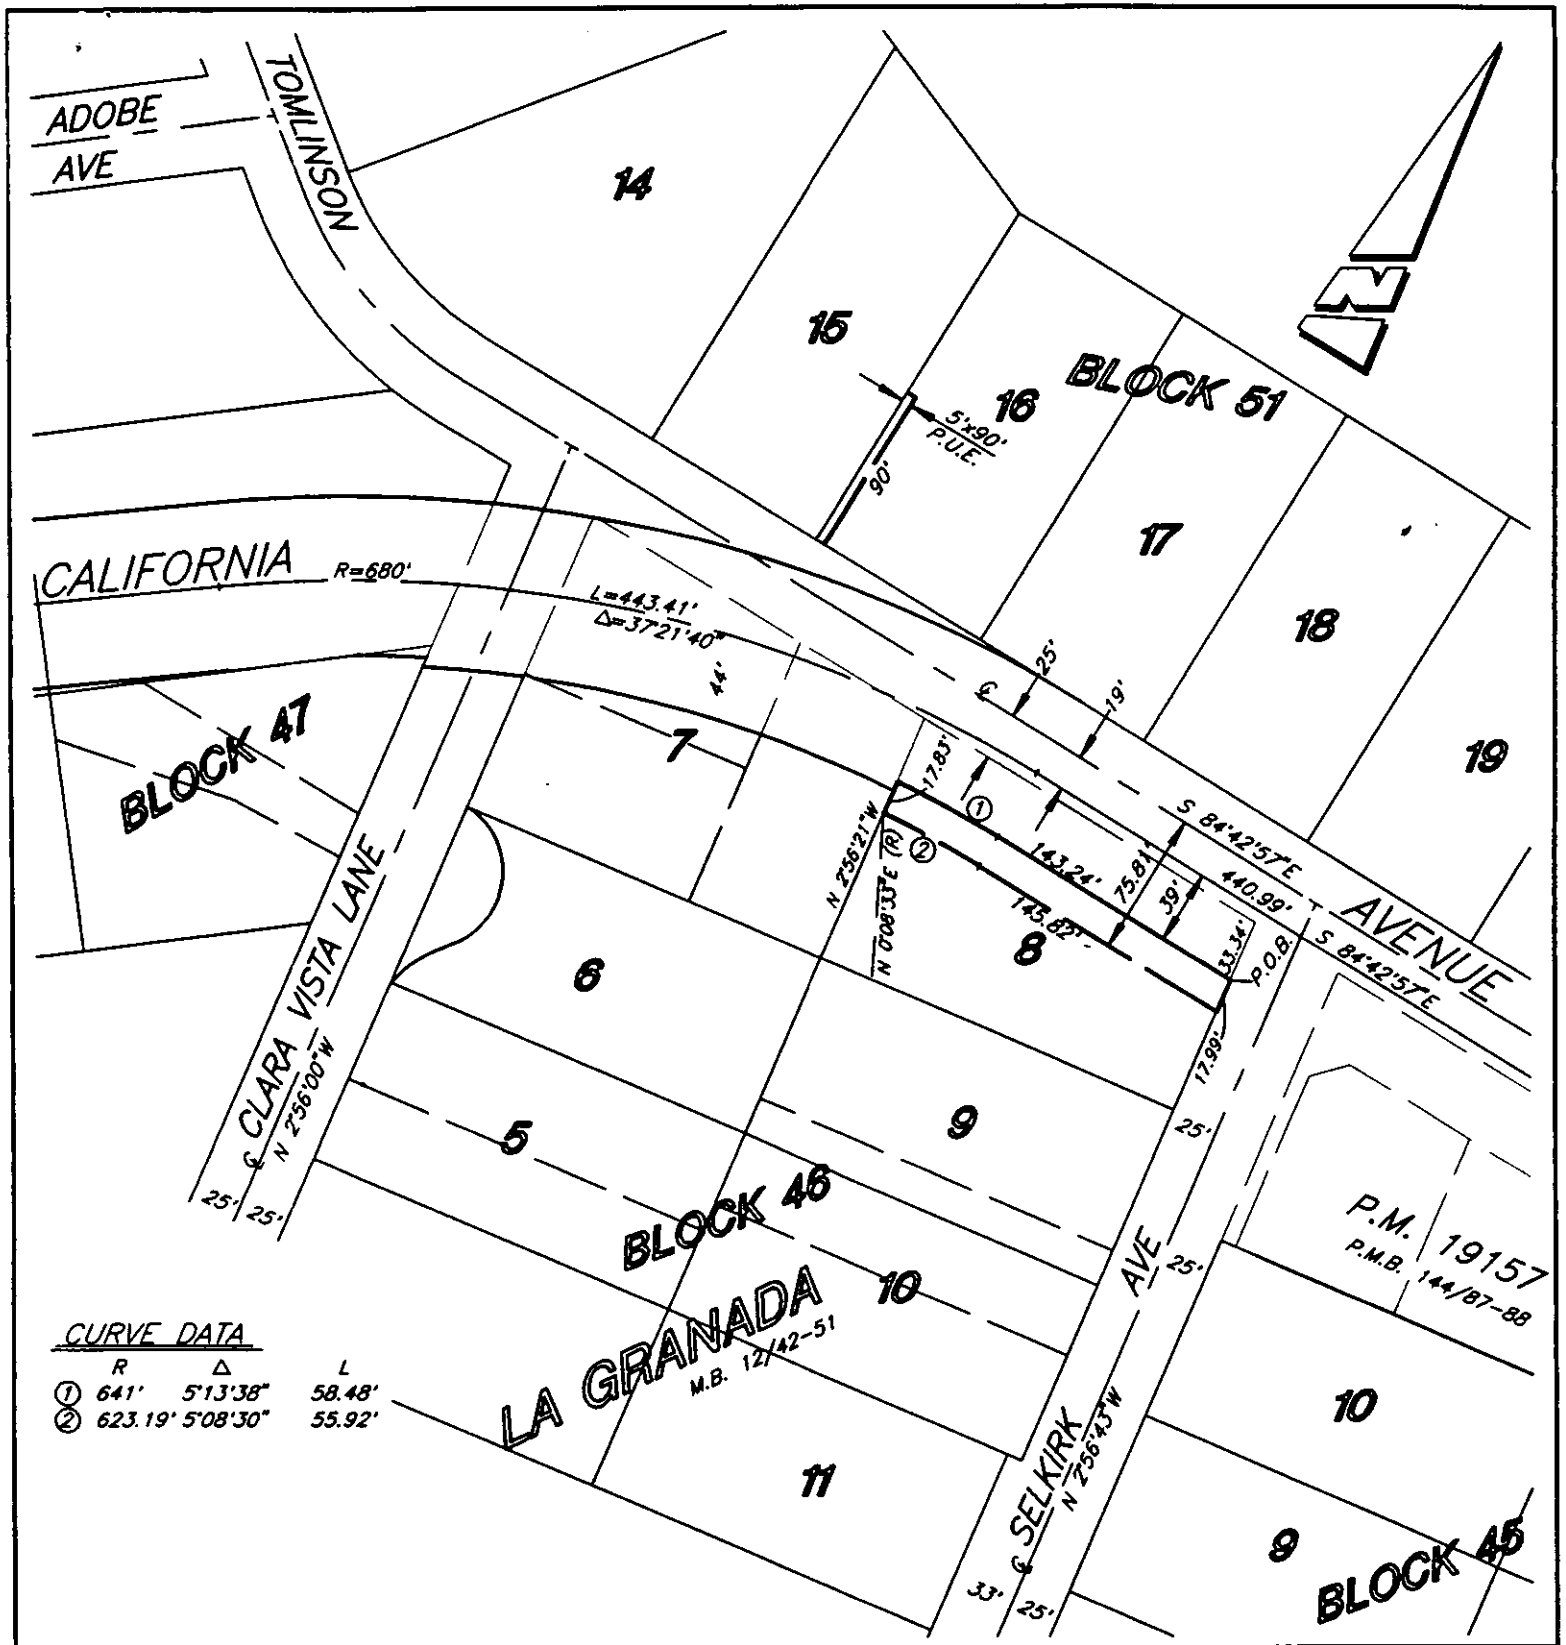 ADOBE
AVE
TOMLINSON
14
15
16
BLOCK 51
5'x90'
P.U.E.
90'
17
18
19
N
CALIFORNIA
R=680'
L=443.41'
Δ=37°21'40"
44'
BLOCK 47
7
25'
19'
℄
17.83'
①
②
N 2°56'21"W
N 0°08'33"E (R)
143.24'
145.82'
75.81'
39'
S 84°42'57"E
440.99'
AVENUE
S 84°42'57"E
33.34'
P.O.B.
17.99'
8
6
CLARA VISTA LANE
℄ N 2°56'00"W
25' 25'
5
9
25'
BLOCK 46
10
LA GRANADA
M.B. 12/42-51
11
AVE
25'
℄ SELKIRK
N 2°56'43"W
33' 25'
P.M. 19157
P.M.B. 144/87-88
10
9
BLOCK 45
CURVE DATA
R Δ L
① 641' 5°13'38" 58.48'
② 623.19' 5°08'30" 55.92'